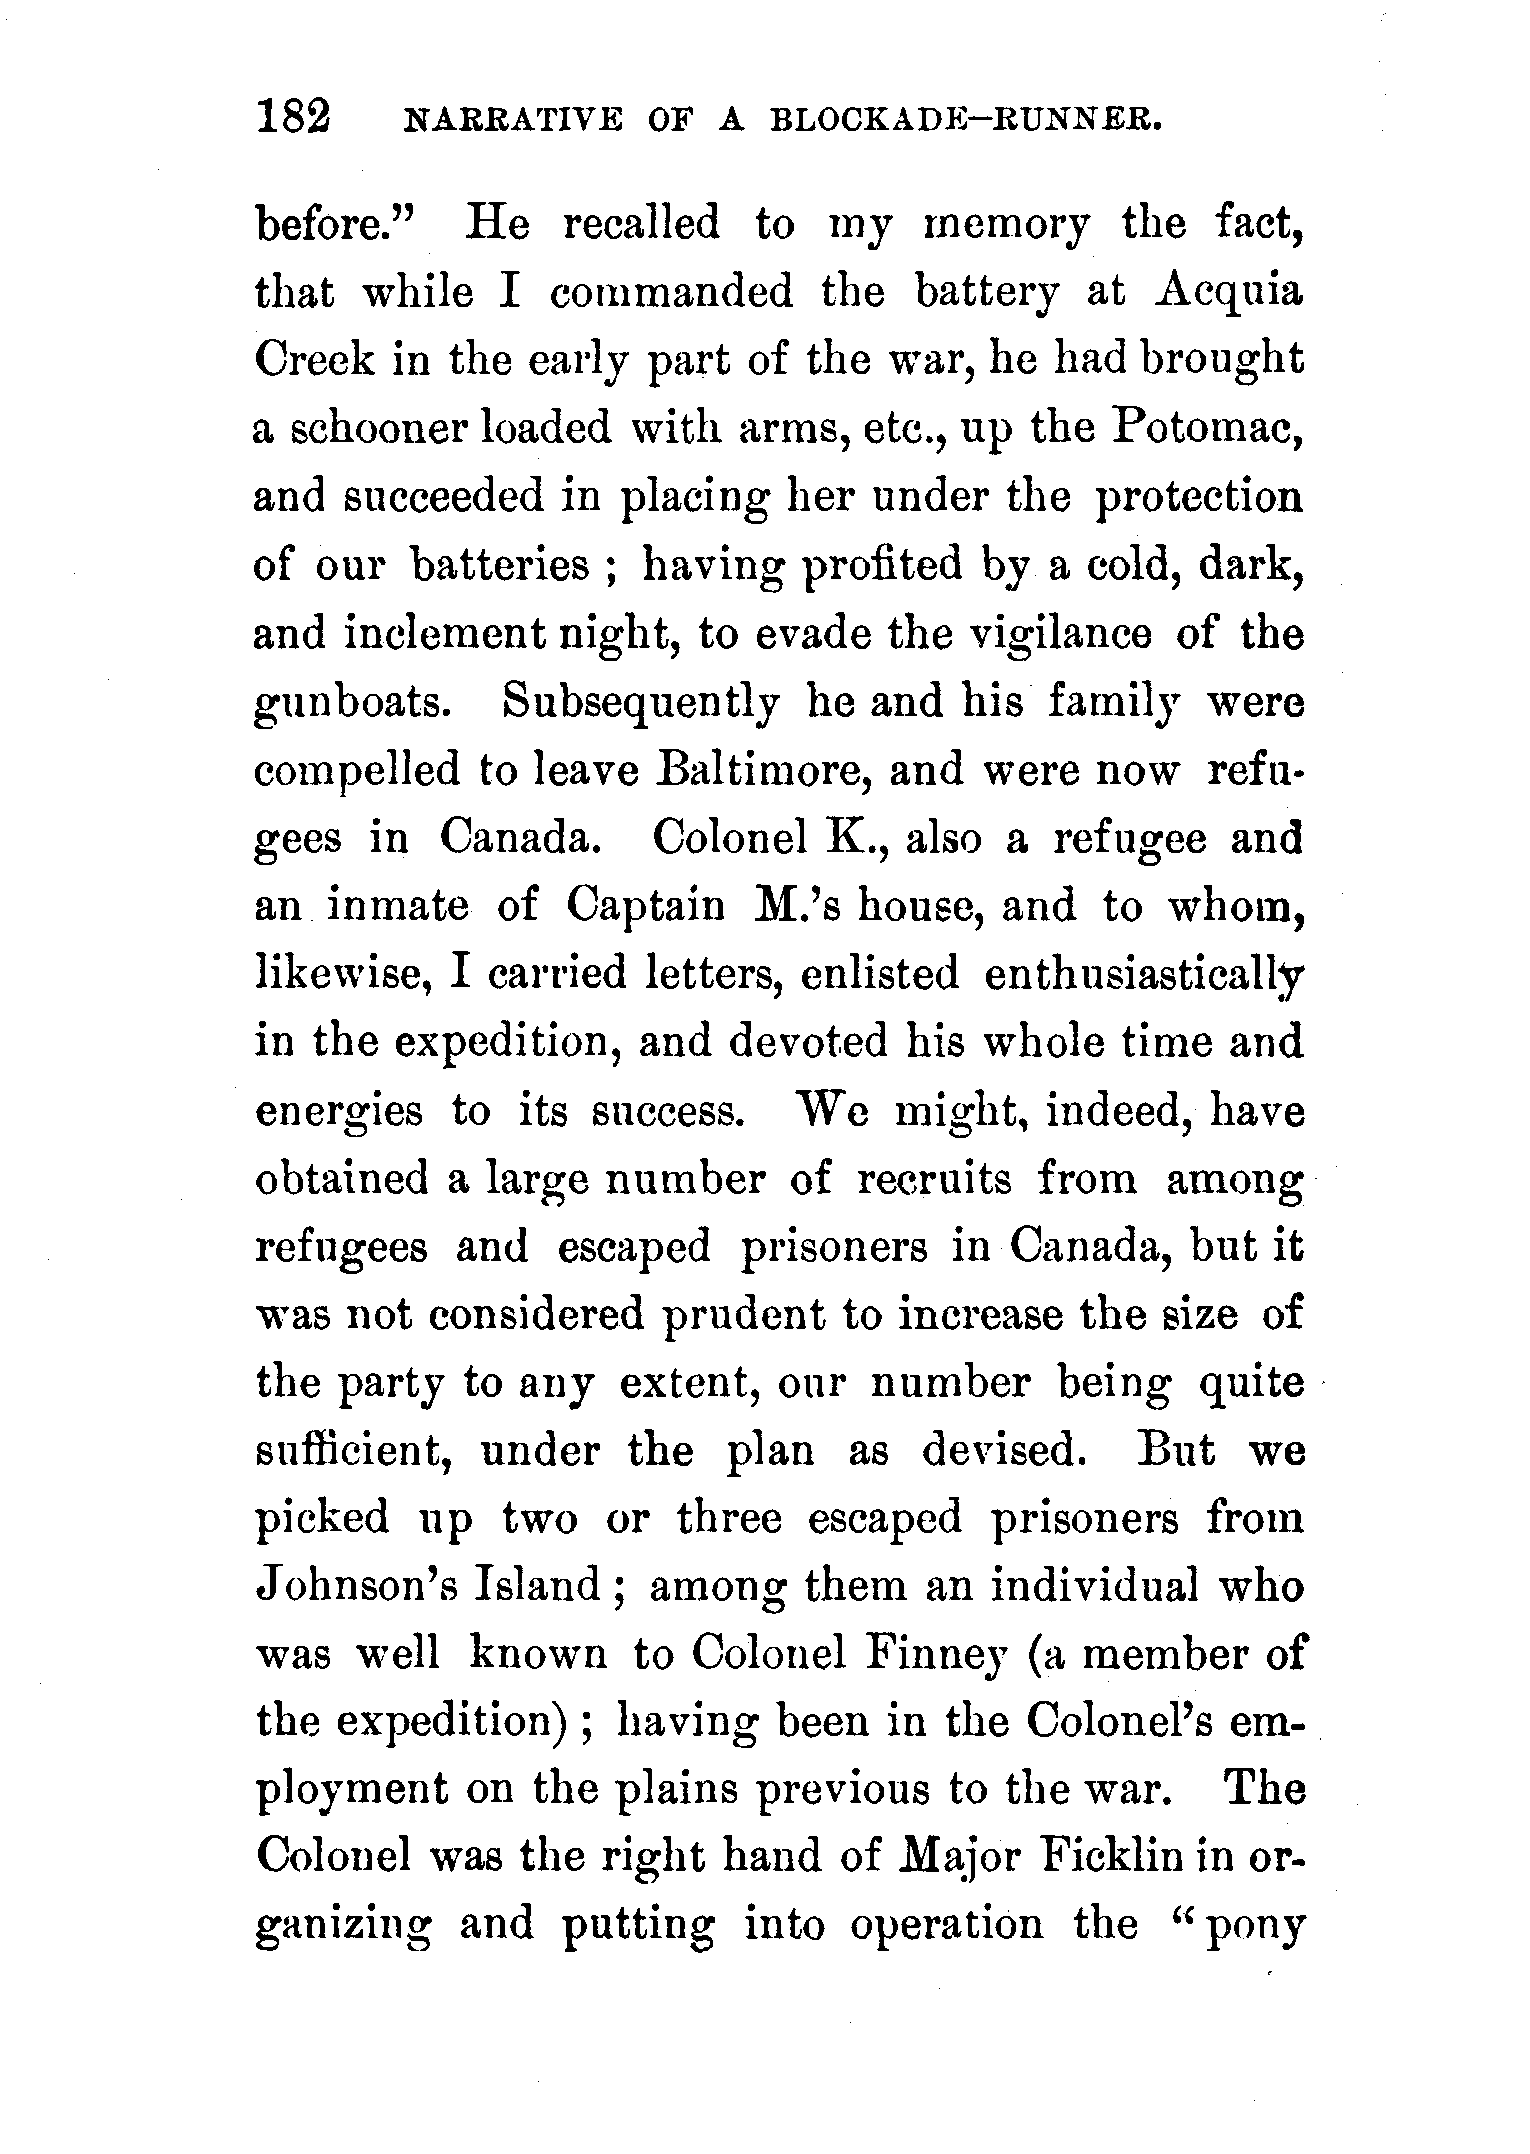 182 NARRATIVE OF A BLOCKADE-RUNNER.
before.” He recalled to my memory the fact,
that while I commanded the battery at Acquia
Creek in the early part of the war, he had brought
a schooner loaded with arms, etc., up the Potomac,
and succeeded in placing her under the protection
of our batteries ; having profited by a cold, dark,
and inclement night, to evade the vigilance of the
gunboats. Subsequently he and his family were
compelled to leave Baltimore, and were now refu-
gees in Canada. Colonel K., also a refugee and
an inmate of Captain M.’s house, and to whom,
likewise, I carried letters, enlisted enthusiastically
in the expedition, and devoted his whole time and
energies to its success. We might, indeed, have
obtained a large number of recruits from among
refugees and escaped prisoners in Canada, but it
was not considered prudent to increase the size of
the party to any extent, our number being quite
sufficient, under the plan as devised. But we
picked up two or three escaped prisoners from
Johnson’s Island ; among them an individual who
was well known to Colonel Finney (a member of
the expedition) ; having been in the Colonel’s em-
ployment on the plains previous to the war. The
Colonel was the right hand of Major Ficklin in or-
ganizing and putting into operation the “pony